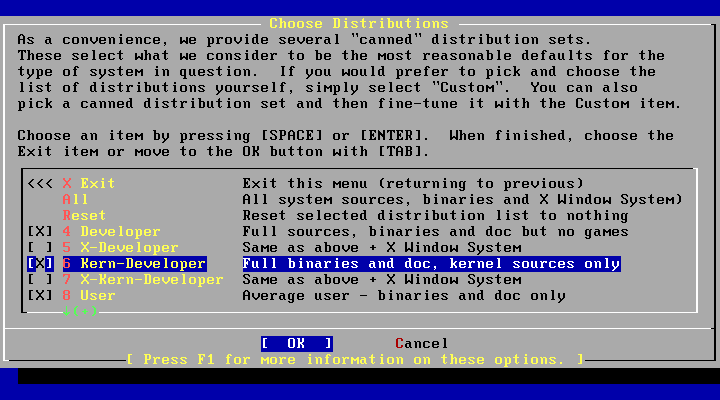 Choose Distributions
As a convenience, we provide several "canned" distribution sets.
These select what we consider to be the most reasonable defaults for the
type of system in question.  If you would prefer to pick and choose the
list of distributions yourself, simply select "Custom".  You can also
pick a canned distribution set and then fine-tune it with the Custom item.
Choose an item by pressing [SPACE] or [ENTER].  When finished, choose the
Exit item or move to the OK button with [TAB].
<<< X Exit Exit this menu (returning to previous)
All All system sources, binaries and X Window System)
Reset Reset selected distribution list to nothing
[X] 4 Developer Full sources, binaries and doc but no games
[ ] 5 X-Developer Same as above + X Window System
[X] 6 Kern-Developer Full binaries and doc, kernel sources only
[ ] 7 X-Kern-Developer Same as above + X Window System
[X] 8 User Average user - binaries and doc only
↓(+)
[ OK ] Cancel
[ Press F1 for more information on these options. ]